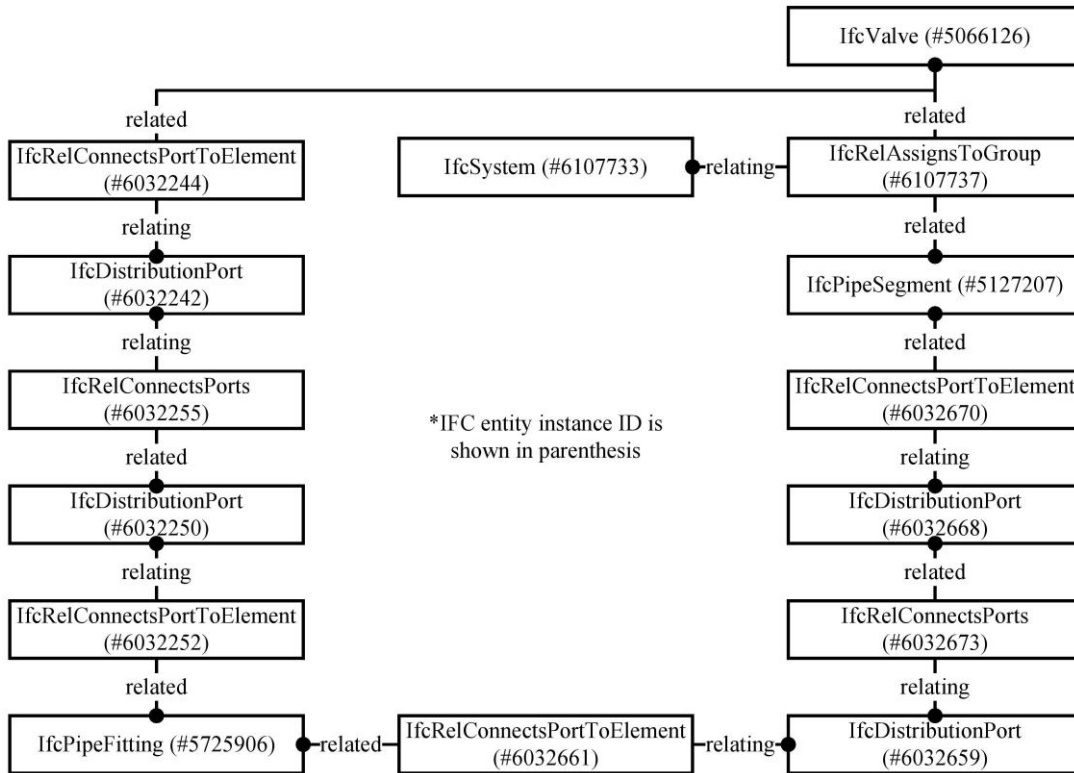 IfcValve (#5066126)
related
related
IfcRelConnectsPortToElement
(#6032244)
IfcSystem (#6107733)
relating
IfcRelAssignsToGroup
(#6107737)
relating
related
IfcDistributionPort
(#6032242)
IfcPipeSegment (#5127207)
relating
related
IfcRelConnectsPorts
(#6032255)
*IFC entity instance ID is
shown in parenthesis
IfcRelConnectsPortToElement
(#6032670)
related
relating
IfcDistributionPort
(#6032250)
IfcDistributionPort
(#6032668)
relating
related
IfcRelConnectsPortToElement
(#6032252)
IfcRelConnectsPorts
(#6032673)
related
relating
IfcPipeFitting (#5725906)
related
IfcRelConnectsPortToElement
(#6032661)
relating
IfcDistributionPort
(#6032659)